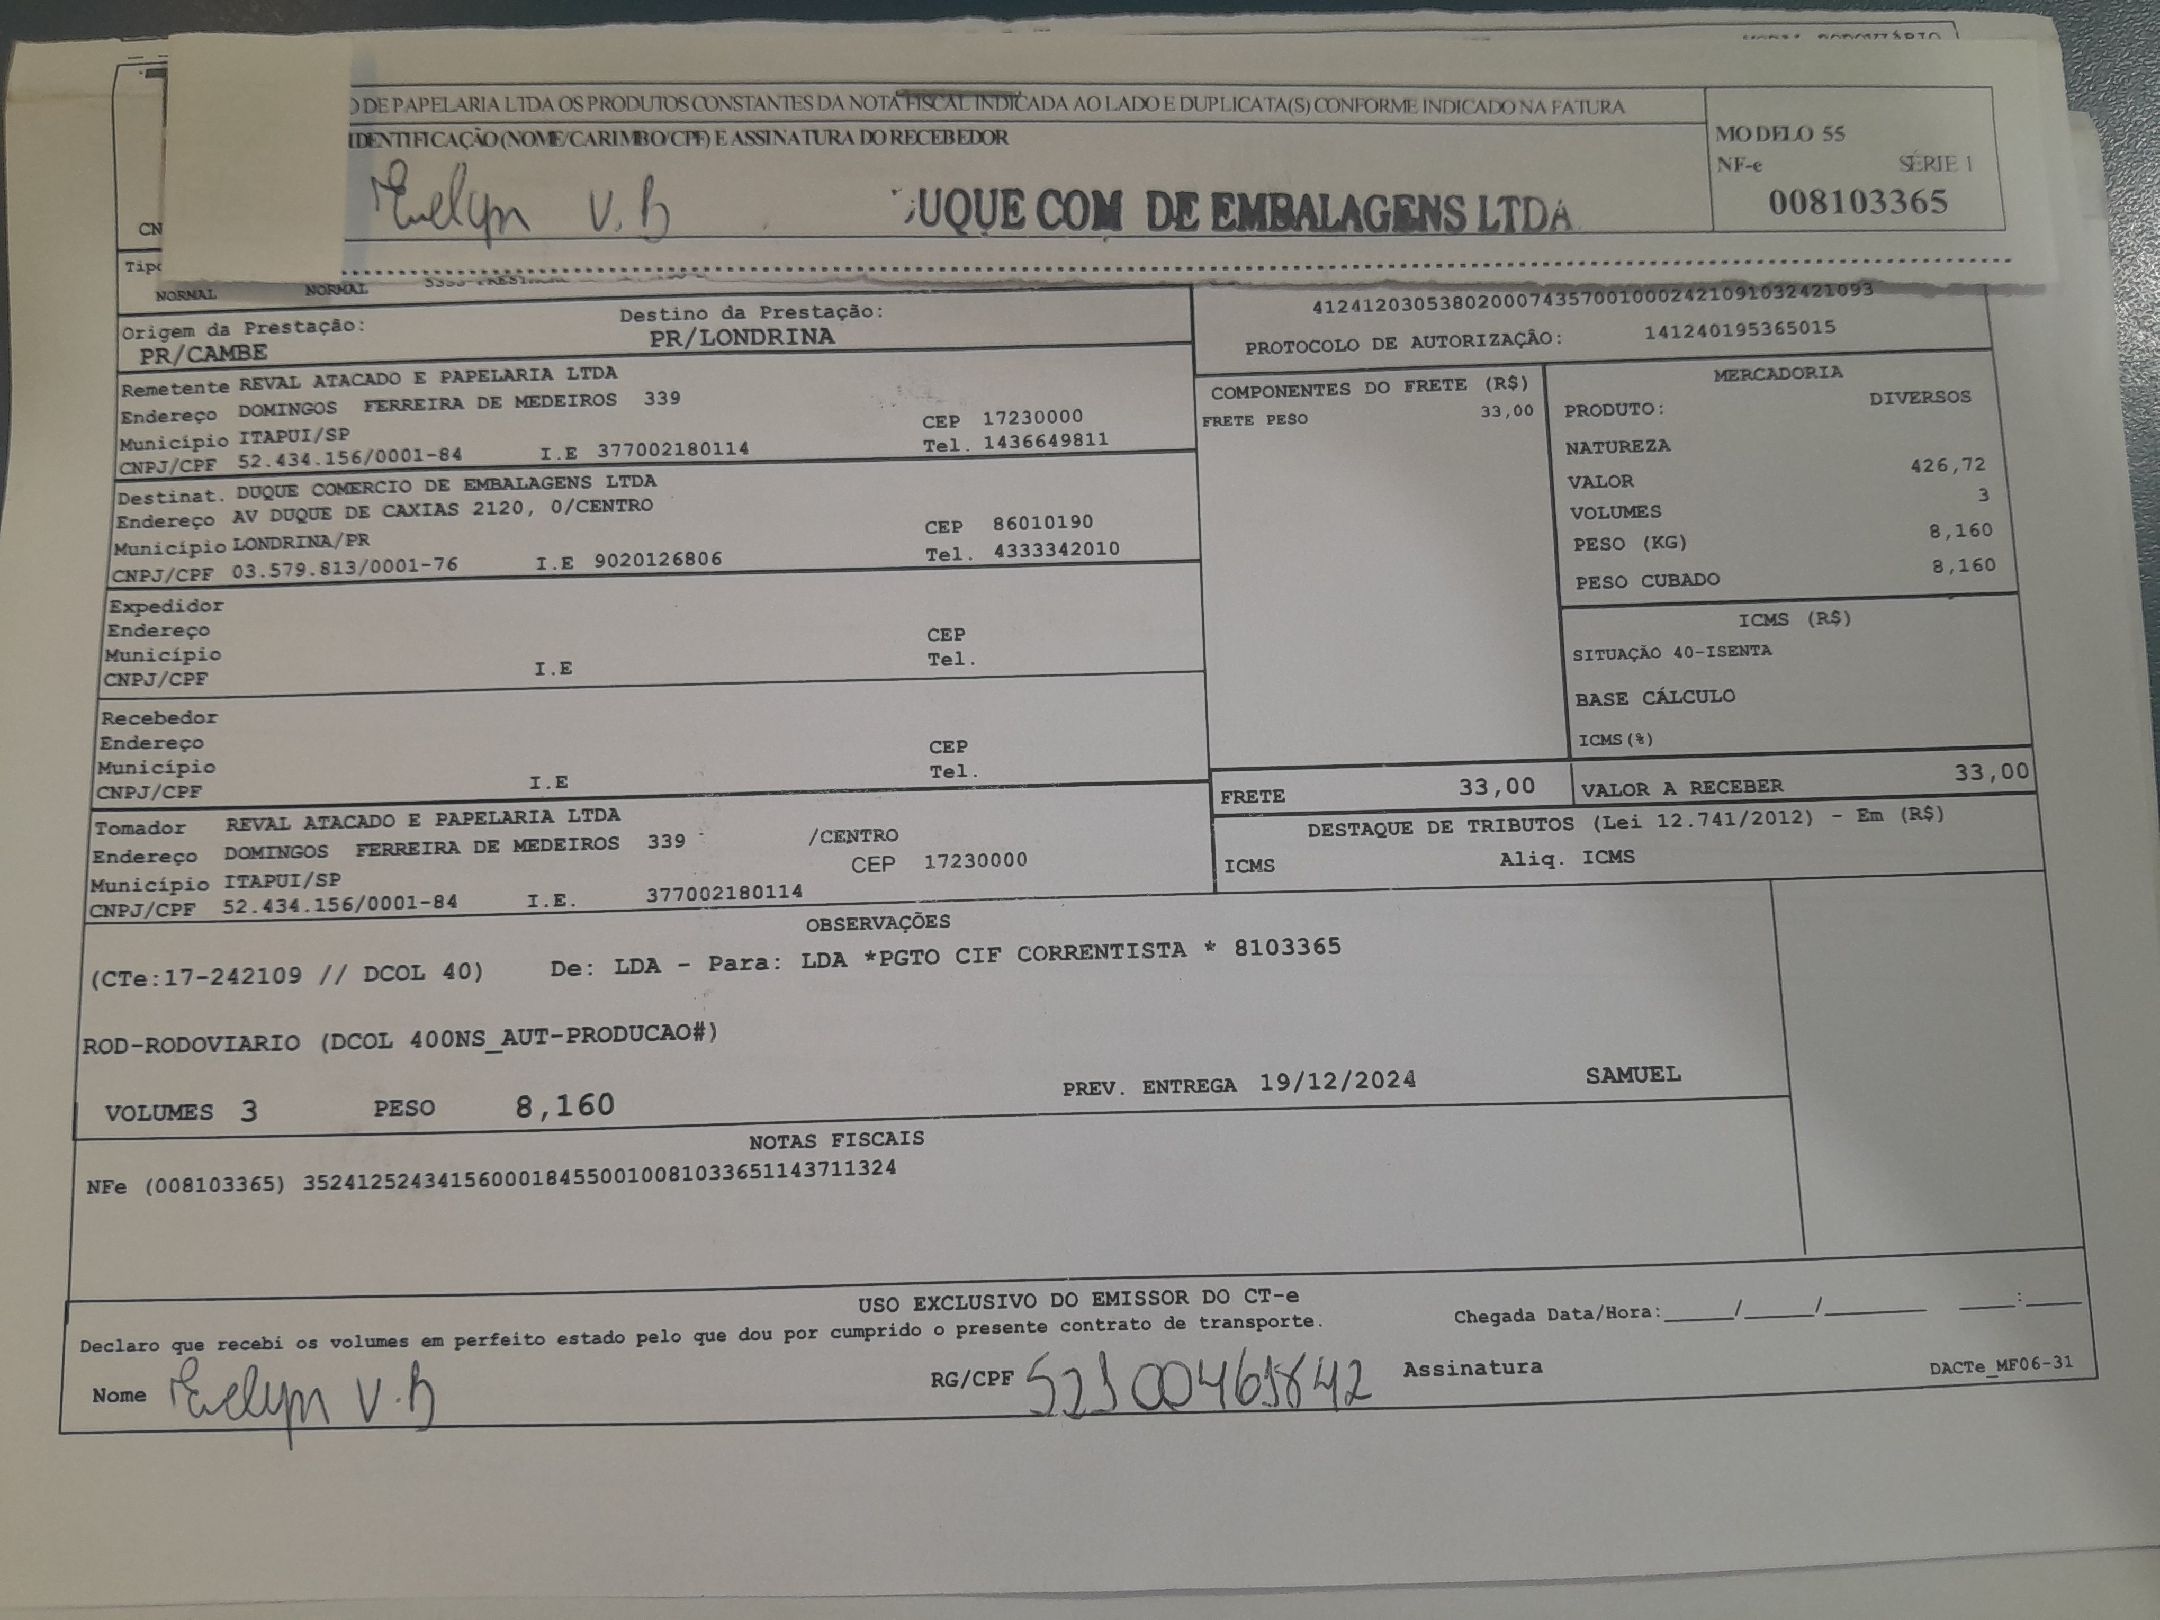 O DE PAPELARIA LTDA OS PRODUTOS CONSTANTES DA NOTA FISCAL INDICADA AO LADO E DUPLICATA(S) CONFORME INDICADO NA FATURA
IDENTIFICAÇÃO (NOME/CARIMBO/CPF) E ASSINATURA DO RECEBEDOR
MODELO 55
NF-e SÉRIE 1
008103365
Evelyn V.B
UQUE COM DE EMBALAGENS LTDA
CN
Tipo
NORMAL NORMAL
41241203053802000743570010002421091032421093
PROTOCOLO DE AUTORIZAÇÃO: 141240195365015
Origem da Prestação: Destino da Prestação:
PR/CAMBE PR/LONDRINA
Remetente REVAL ATACADO E PAPELARIA LTDA
Endereço DOMINGOS FERREIRA DE MEDEIROS 339
Município ITAPUI/SP CEP 17230000
CNPJ/CPF 52.434.156/0001-84 I.E 377002180114 Tel. 1436649811
Destinat. DUQUE COMERCIO DE EMBALAGENS LTDA
Endereço AV DUQUE DE CAXIAS 2120, 0/CENTRO
Município LONDRINA/PR CEP 86010190
CNPJ/CPF 03.579.813/0001-76 I.E 9020126806 Tel. 4333342010
Expedidor
Endereço
Município CEP
CNPJ/CPF I.E Tel.
Recebedor
Endereço
Município CEP
CNPJ/CPF I.E Tel.
Tomador REVAL ATACADO E PAPELARIA LTDA
Endereço DOMINGOS FERREIRA DE MEDEIROS 339 /CENTRO
Município ITAPUI/SP CEP 17230000
CNPJ/CPF 52.434.156/0001-84 I.E. 377002180114
COMPONENTES DO FRETE (R$)
FRETE PESO 33,00
MERCADORIA
PRODUTO: DIVERSOS
NATUREZA
VALOR 426,72
VOLUMES 3
PESO (KG) 8,160
PESO CUBADO 8,160
ICMS (R$)
SITUAÇÃO 40-ISENTA
BASE CÁLCULO
ICMS(%)
FRETE 33,00 VALOR A RECEBER 33,00
DESTAQUE DE TRIBUTOS (Lei 12.741/2012) - Em (R$)
ICMS Aliq. ICMS
OBSERVAÇÕES
(CTe:17-242109 // DCOL 40) De: LDA - Para: LDA *PGTO CIF CORRENTISTA * 8103365
ROD-RODOVIARIO (DCOL 400NS_AUT-PRODUCAO#)
VOLUMES 3 PESO 8,160 PREV. ENTREGA 19/12/2024 SAMUEL
NOTAS FISCAIS
NFe (008103365) 35241252434156000184550010081033651143711324
USO EXCLUSIVO DO EMISSOR DO CT-e
Declaro que recebi os volumes em perfeito estado pelo que dou por cumprido o presente contrato de transporte. Chegada Data/Hora:_____/_____/_______ ____:____
Nome Evelyn V.B RG/CPF 52100461842 Assinatura DACTe_MF06-31